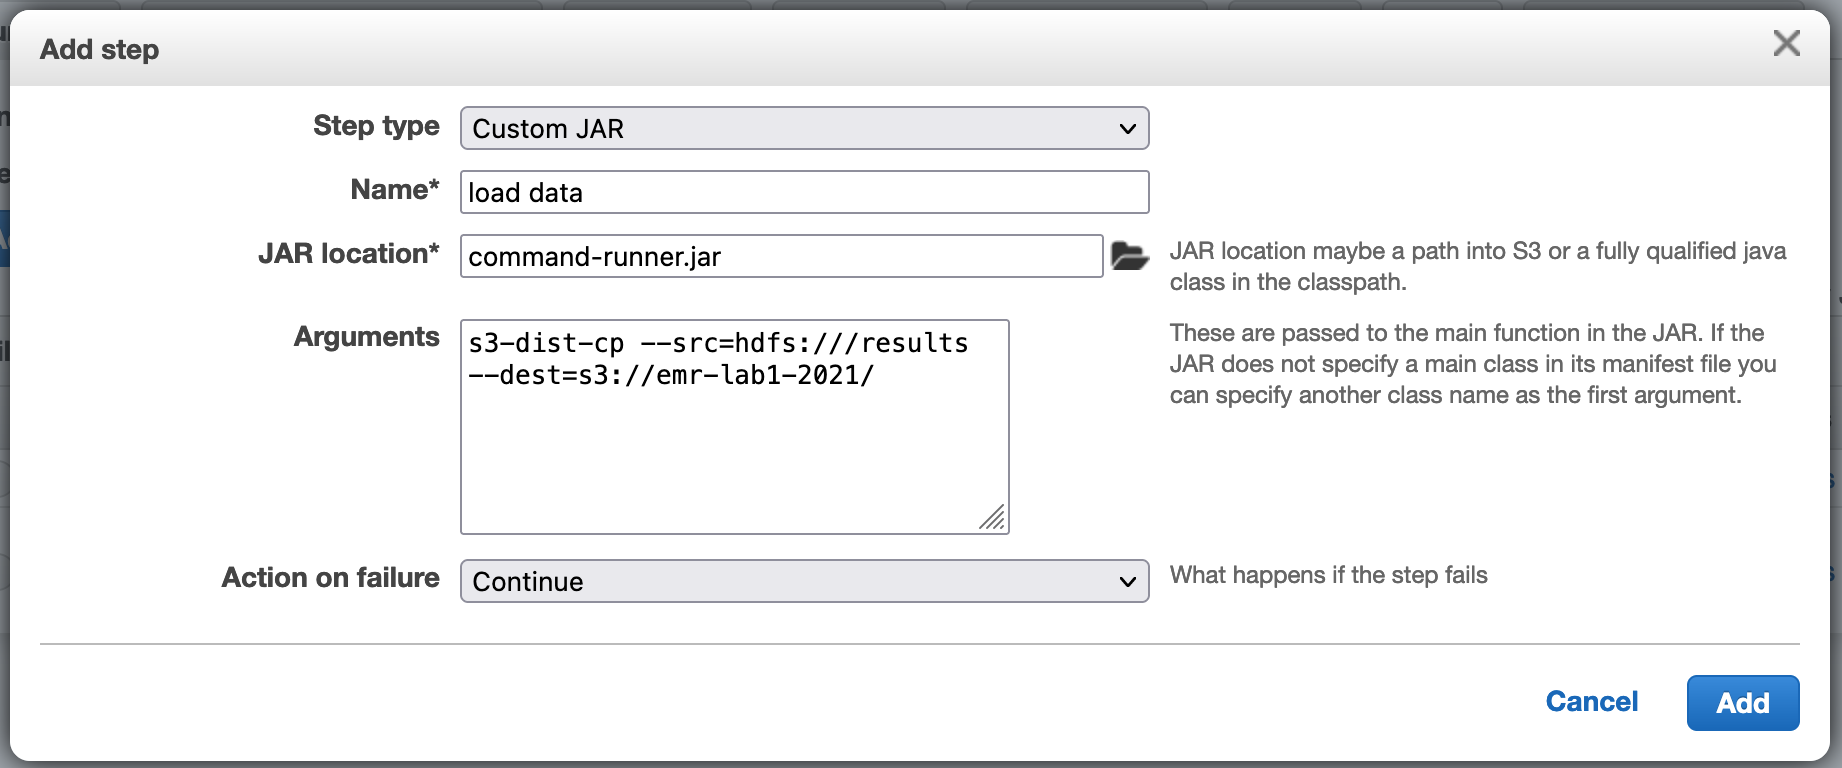 Add step
Step type
Custom JAR
Name*
load data
JAR location*
command-runner.jar
JAR location maybe a path into S3 or a fully qualified java
class in the classpath.
Arguments
s3-dist-cp --src=hdfs:///results
--dest=s3://emr-lab1-2021/
These are passed to the main function in the JAR. If the
JAR does not specify a main class in its manifest file you
can specify another class name as the first argument.
Action on failure
Continue
What happens if the step fails
Cancel
Add